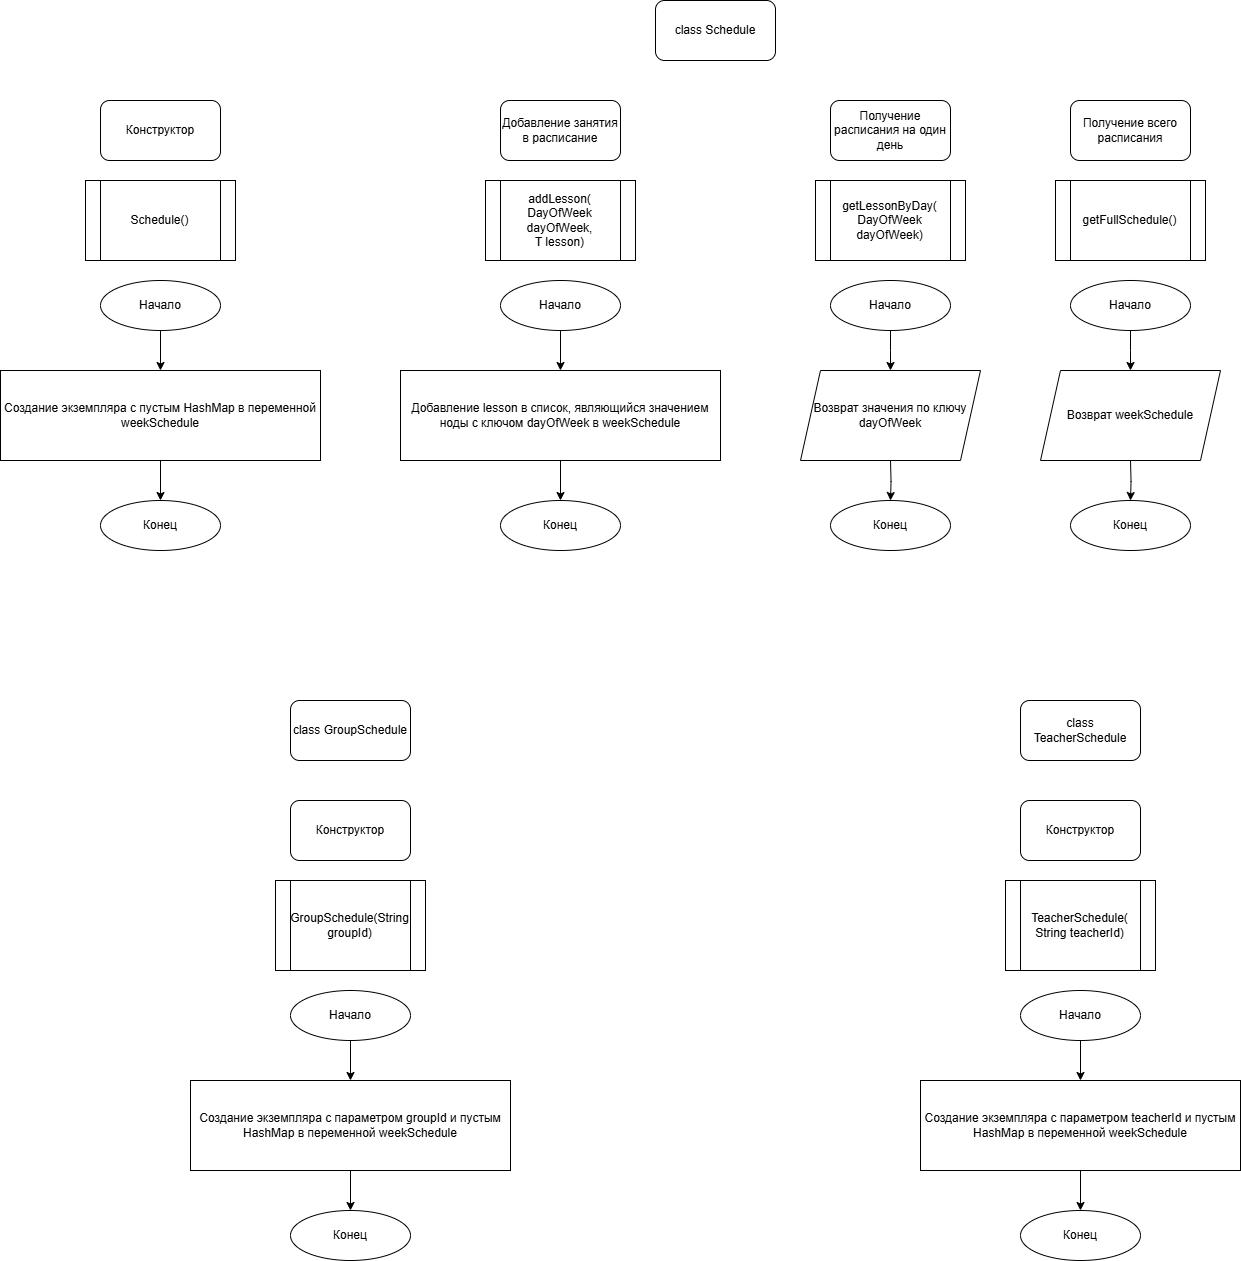 class Schedule
Конструктор
Добавление занятия
в расписание
Получение
расписания на один
день
Получение всего
расписания
Schedule()
addLesson(
DayOfWeek
dayOfWeek,
T lesson)
getLessonByDay(
DayOfWeek
dayOfWeek)
getFullSchedule()
Начало
Начало
Начало
Начало
Создание экземпляра с пустым HashMap в переменной
weekSchedule
Добавление lesson в список, являющийся значением
ноды с ключом dayOfWeek в weekSchedule
Возврат значения по ключу
dayOfWeek
Возврат weekSchedule
Конец
Конец
Конец
Конец
class GroupSchedule
class
TeacherSchedule
Конструктор
Конструктор
GroupSchedule(String
groupId)
TeacherSchedule(
String teacherId)
Начало
Начало
Создание экземпляра с параметром groupId и пустым
HashMap в переменной weekSchedule
Создание экземпляра с параметром teacherId и пустым
HashMap в переменной weekSchedule
Конец
Конец